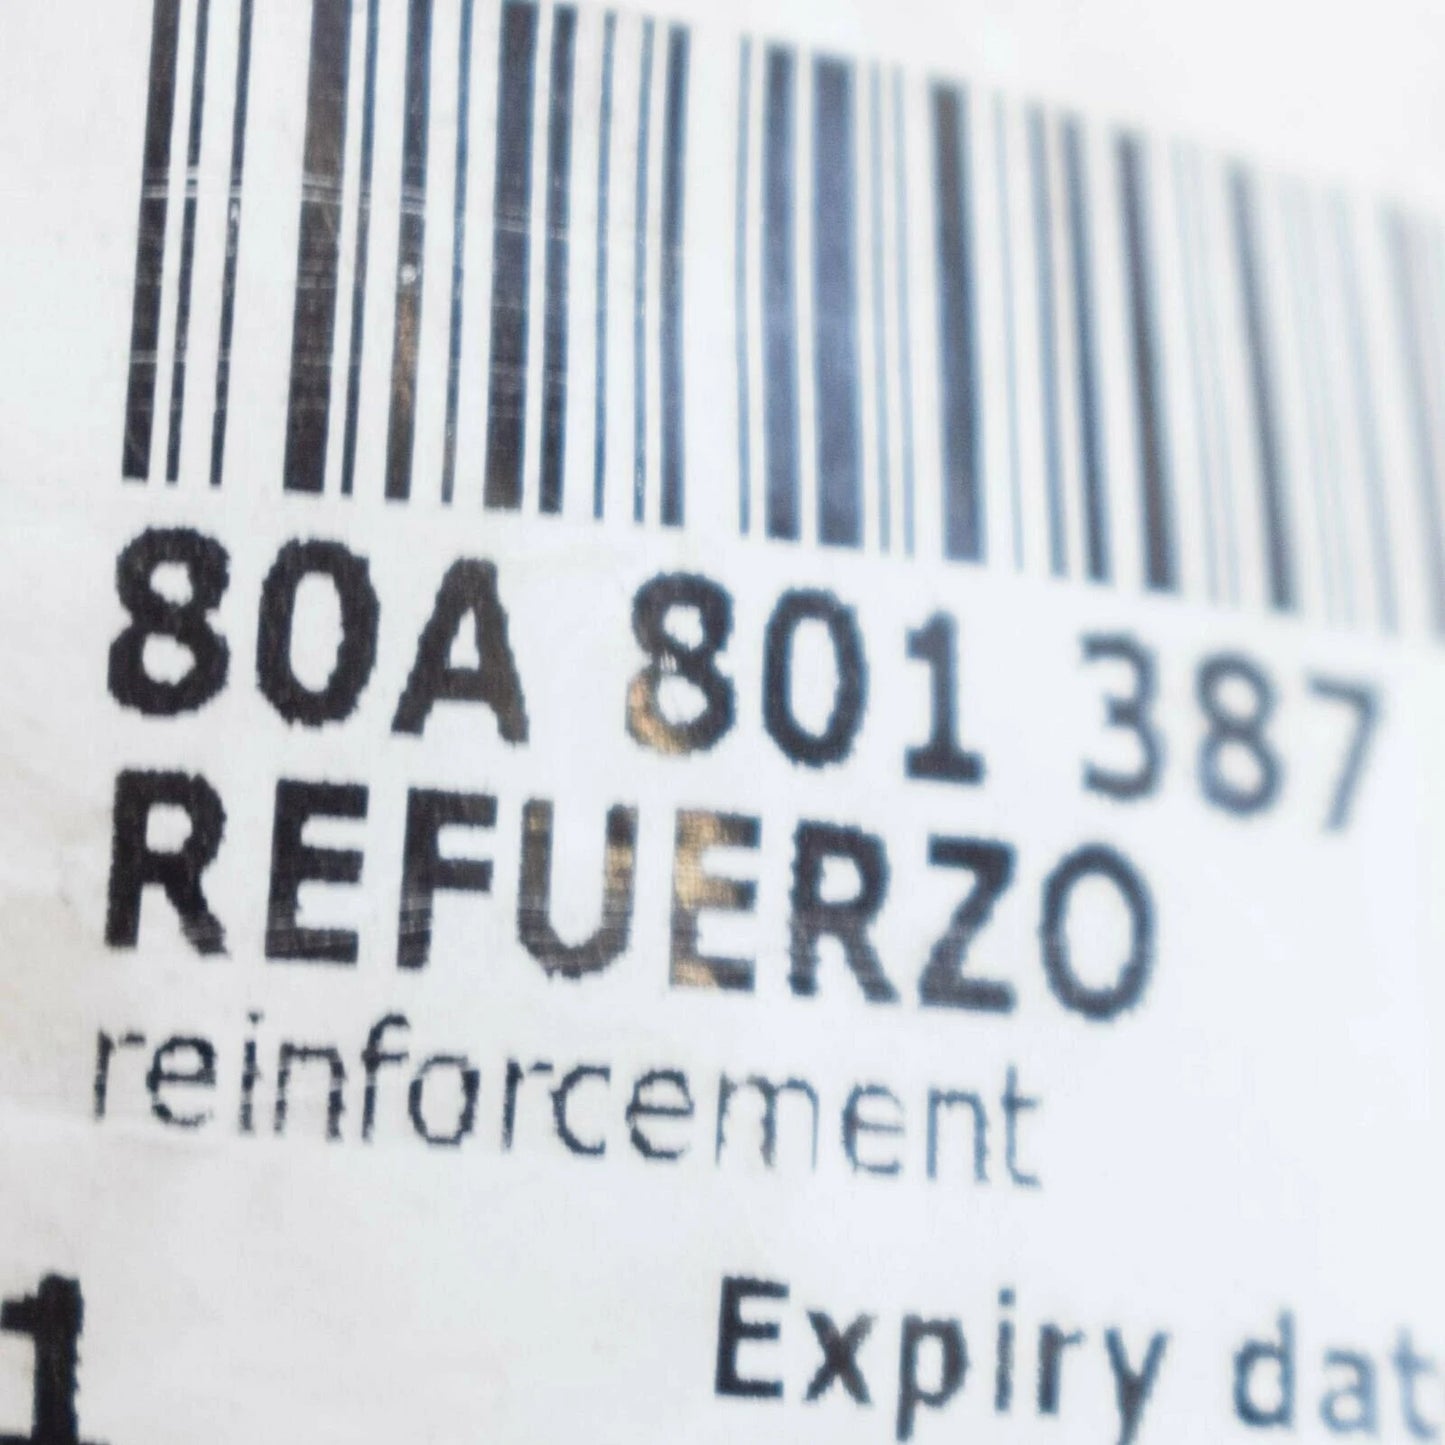 80A 801 387
REFUERZO
reinforcement
1
Expiry dat